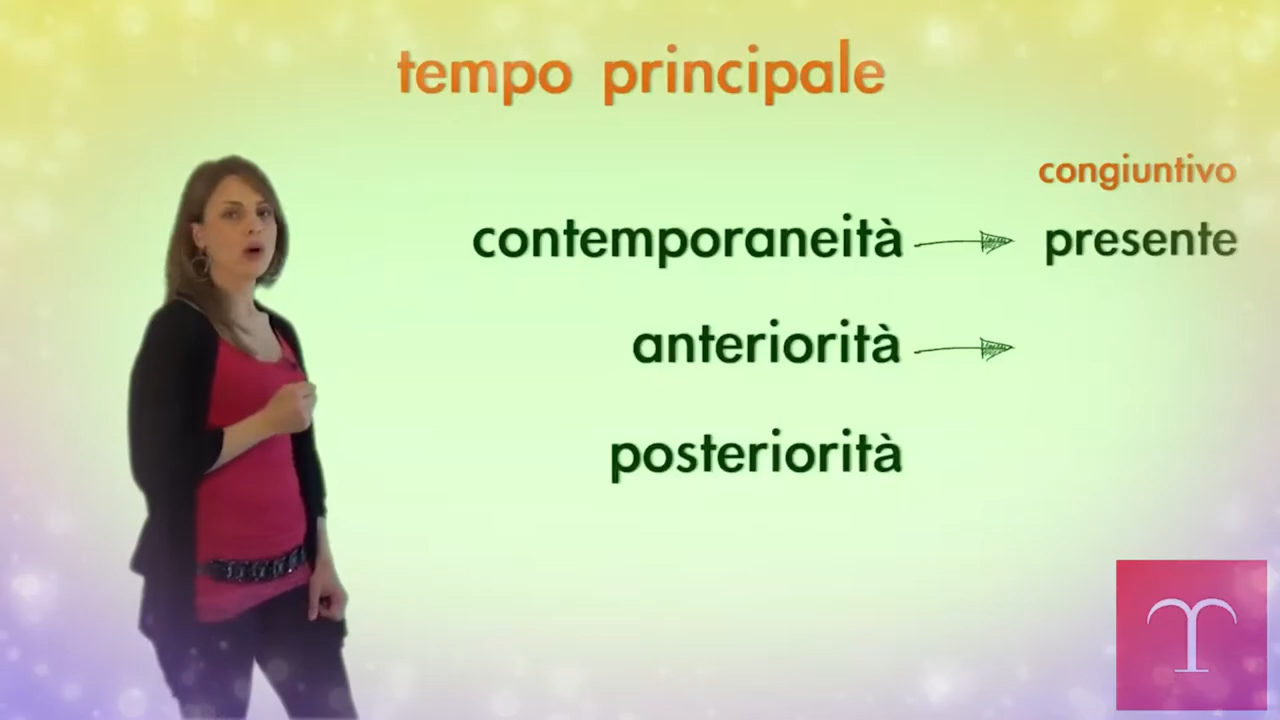 tempo principale
congiuntivo
contemporaneità presente
anteriorità
posteriorità